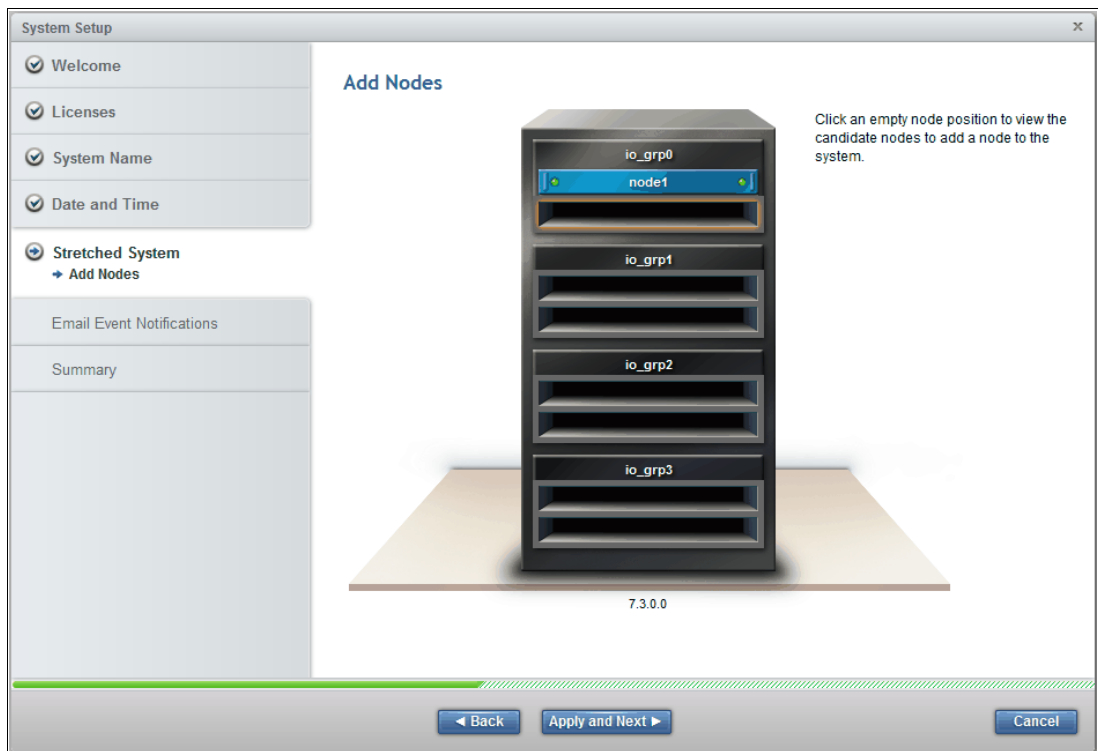 System Setup
x
Welcome
Licenses
System Name
Date and Time
Stretched System
Add Nodes
Email Event Notifications
Summary
Add Nodes
io_grp0
node1
io_grp1
io_grp2
io_grp3
7.3.0.0
Click an empty node position to view the
candidate nodes to add a node to the
system.
Back
Apply and Next
Cancel